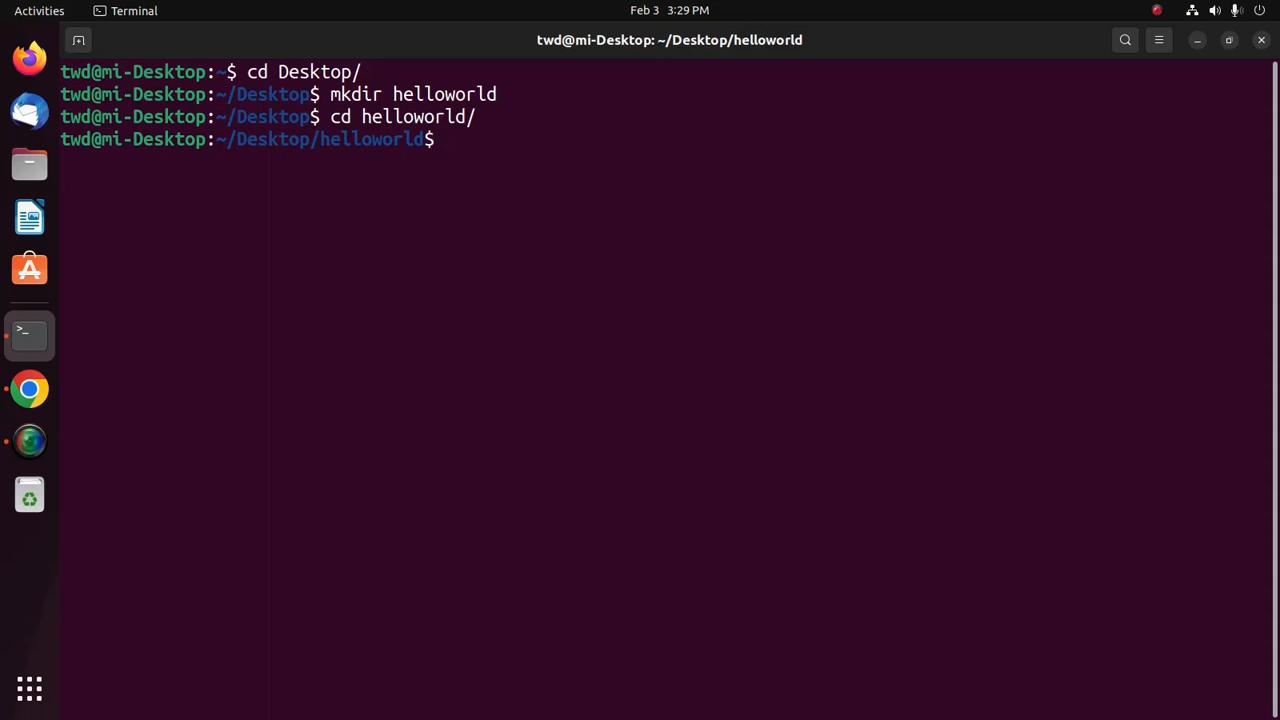 Activities Terminal Feb 3 3:29 PM
twd@mi-Desktop: ~/Desktop/helloworld
twd@mi-Desktop:~$ cd Desktop/
twd@mi-Desktop:~/Desktop$ mkdir helloworld
twd@mi-Desktop:~/Desktop$ cd helloworld/
twd@mi-Desktop:~/Desktop/helloworld$